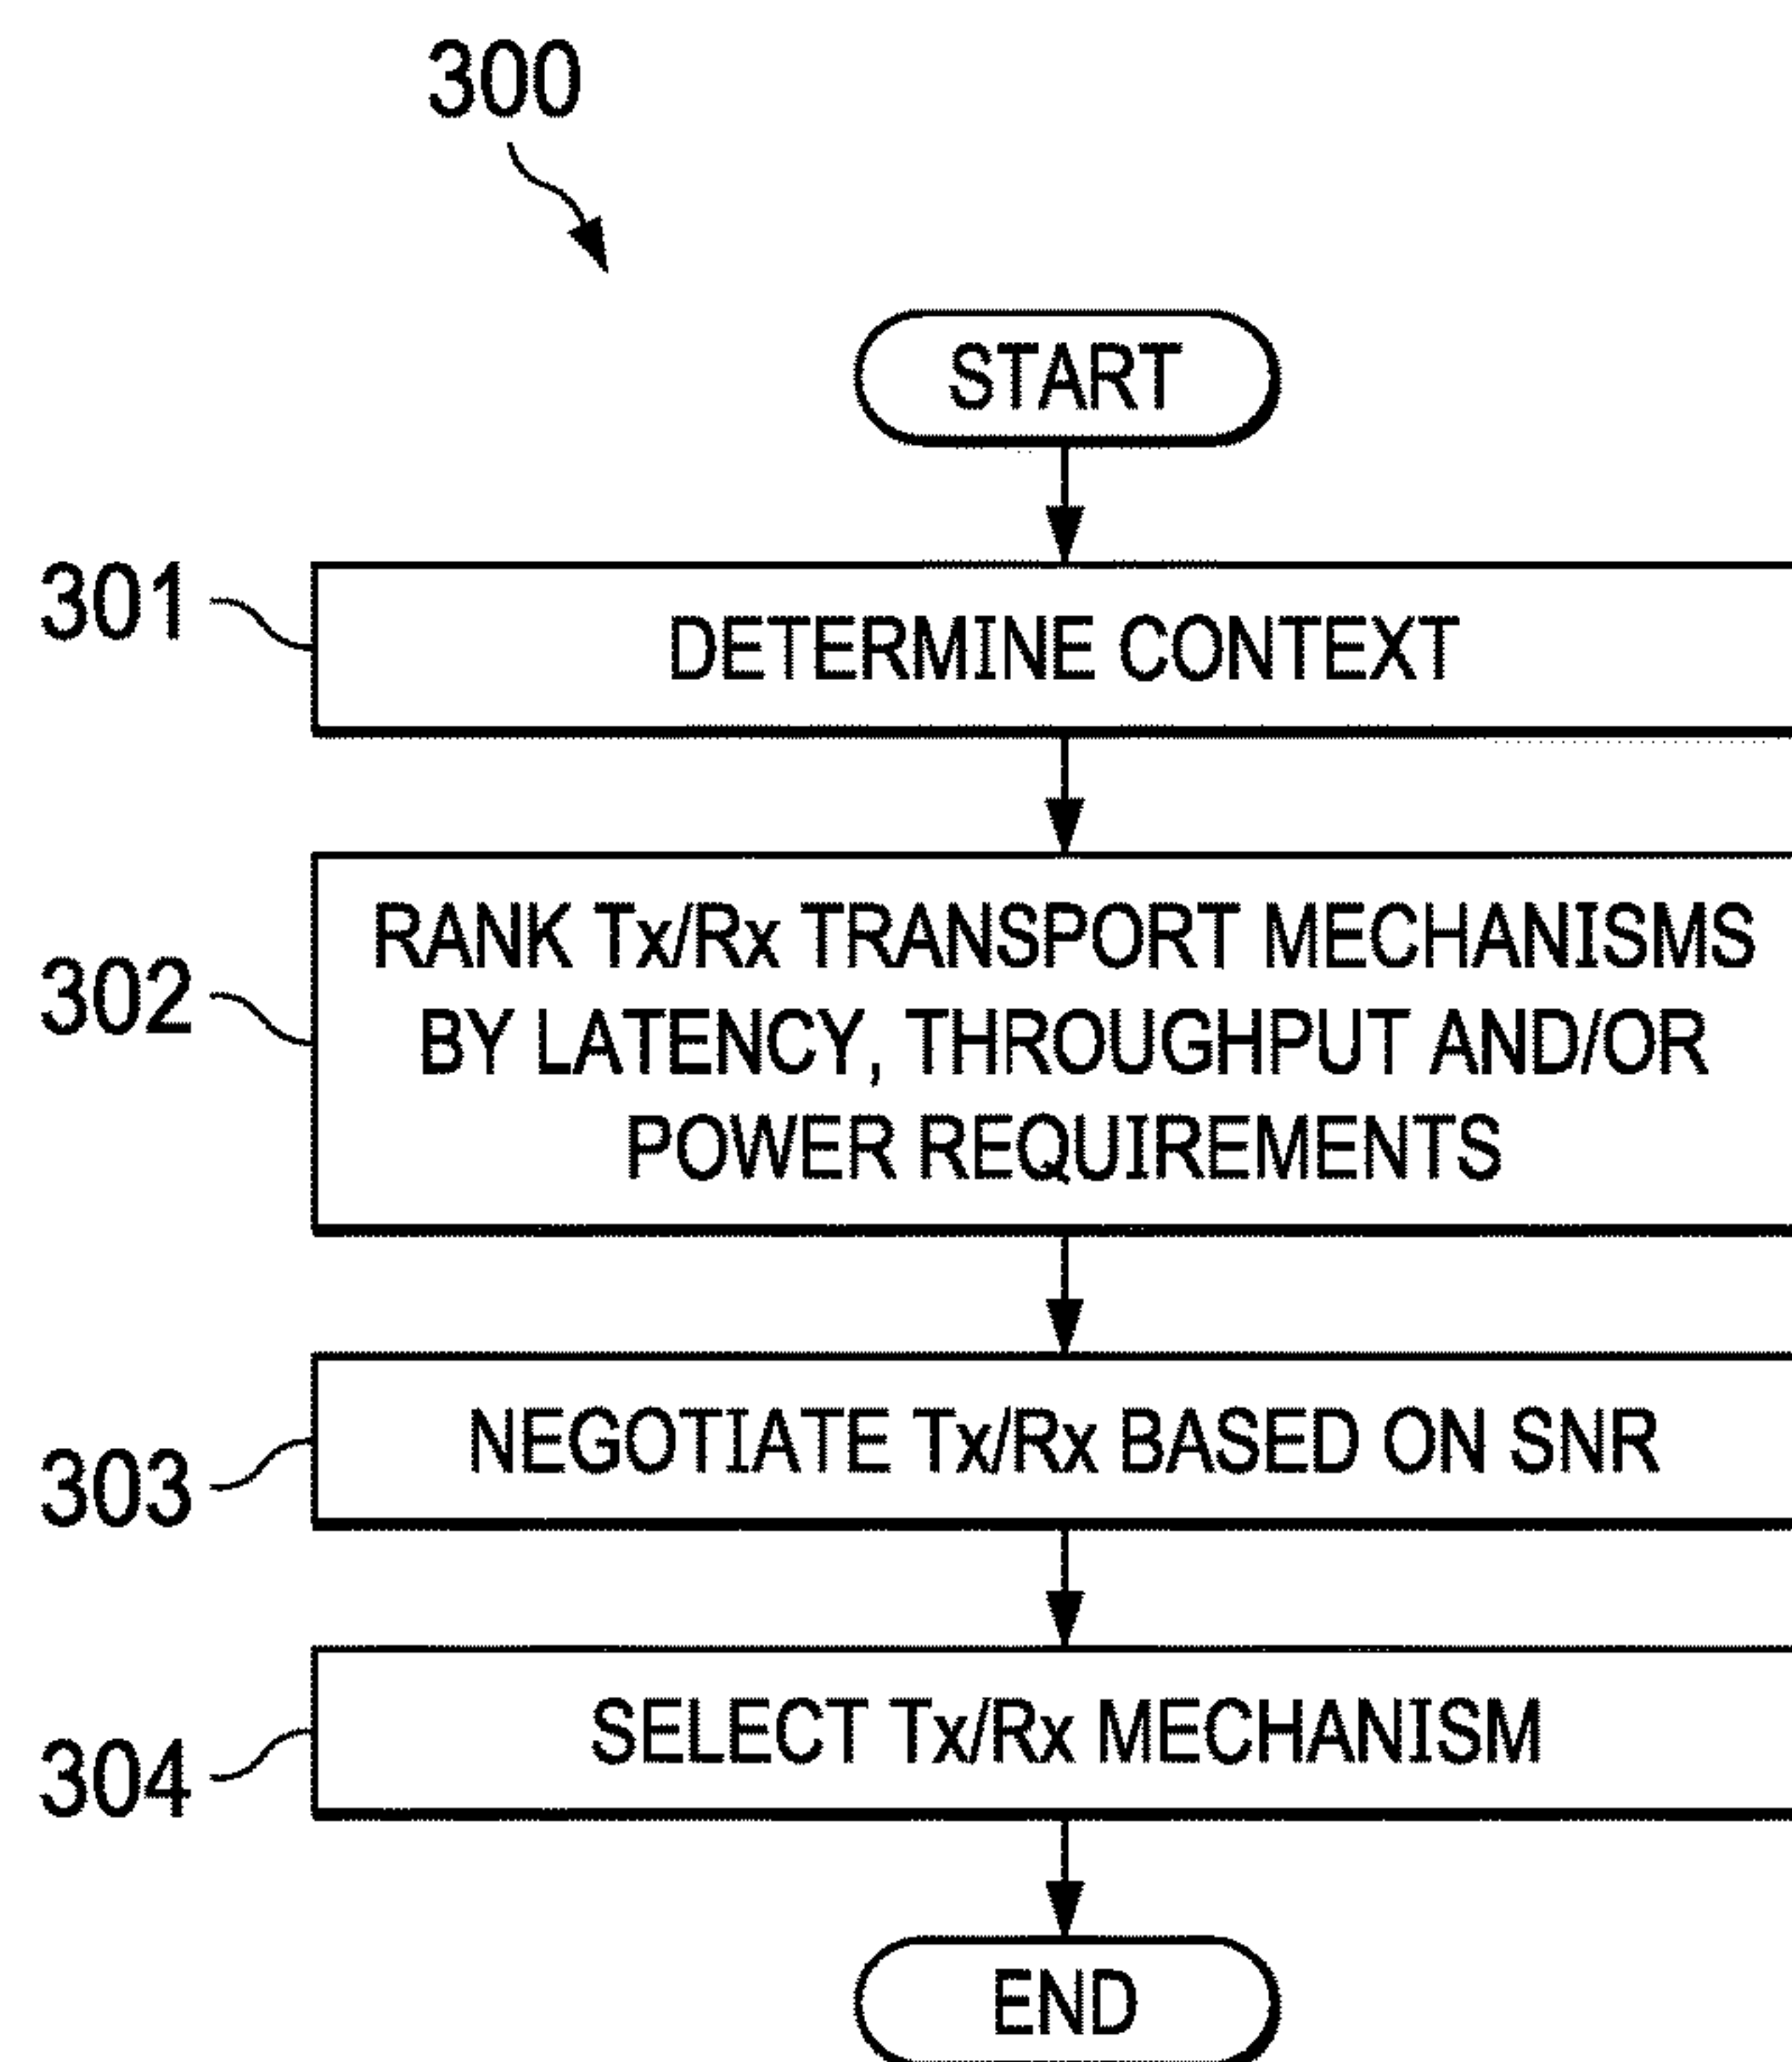 300
START
301
DETERMINE CONTEXT
302
RANK Tx/Rx TRANSPORT MECHANISMS
BY LATENCY, THROUGHPUT AND/OR
POWER REQUIREMENTS
303
NEGOTIATE Tx/Rx BASED ON SNR
304
SELECT Tx/Rx MECHANISM
END